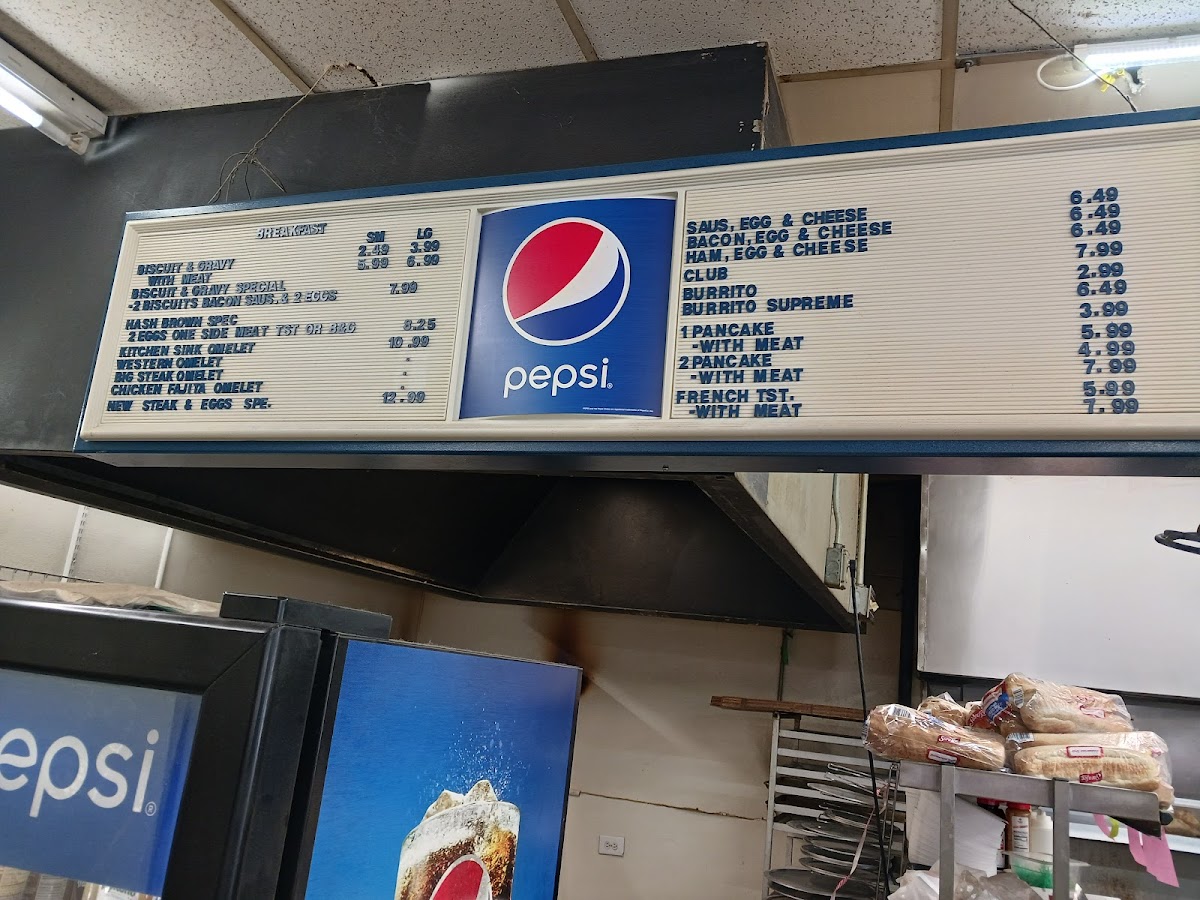 BREAKFAST
SM LG
BISCUIT & GRAVY 2.49 3.99
WITH MEAT 5.99 6.99
BISCUIT & GRAVY SPECIAL 7.99
-2 BISCUITS BACON SAUS. & 2 EGGS
HASH BROWN SPEC
2 EGGS ONE SIDE MEAT TST OR B&G 8.25
KITCHEN SINK OMELET 10.99
WESTERN OMELET
BIG STEAK OMELET
CHICKEN FAJITA OMELET
NEW STEAK & EGGS SPE. 12.99
pepsi®
SAUS, EGG & CHEESE 6.49
BACON, EGG & CHEESE 6.49
HAM, EGG & CHEESE 6.49
CLUB 7.99
BURRITO 2.99
BURRITO SUPREME 6.49
1 PANCAKE 3.99
-WITH MEAT 5.99
2 PANCAKE 4.99
-WITH MEAT 7.99
FRENCH TST. 5.99
-WITH MEAT 7.99
epsi®